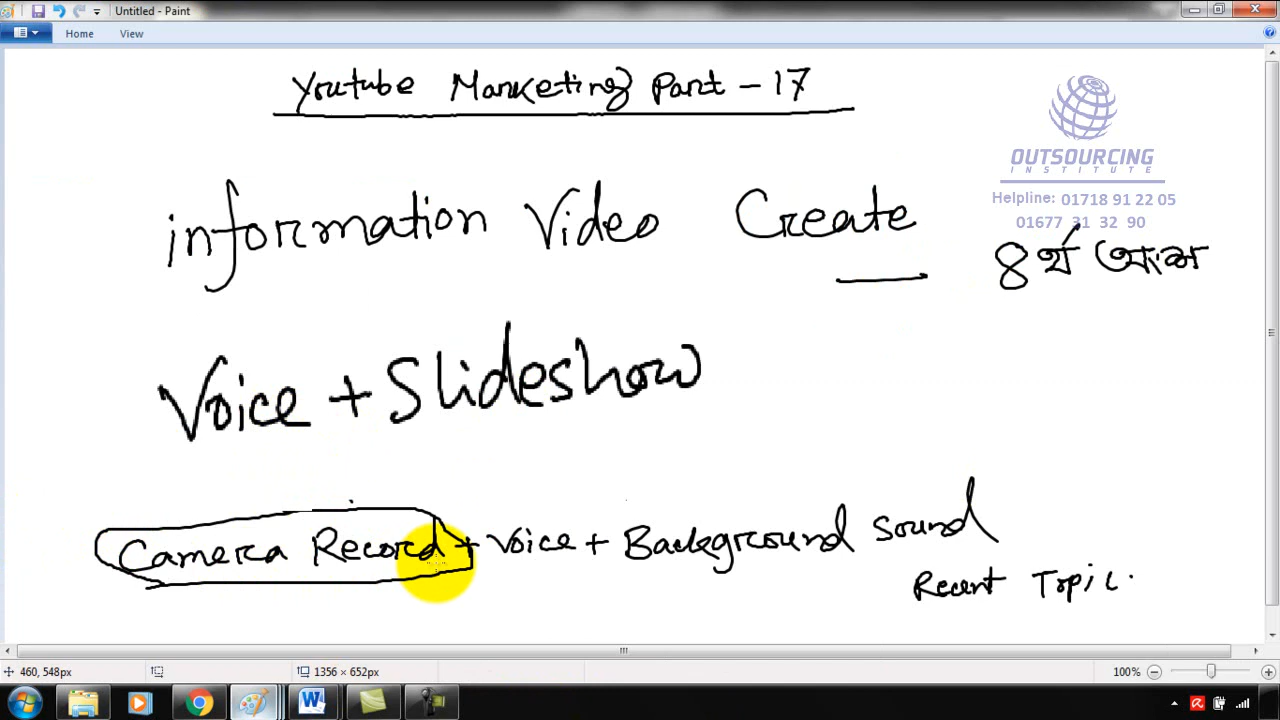 Untitled - Paint
Home View
Youtube Marketing Part - 17
OUTSOURCING
INSTITUTE
Helpline: 01718 91 22 05
01677 31 32 90
information Video Create
৪র্থ
Voice + Slideshow
Camera Record + Voice + Background Sound
Recent Topic
460, 548px
1356 × 652px
100%